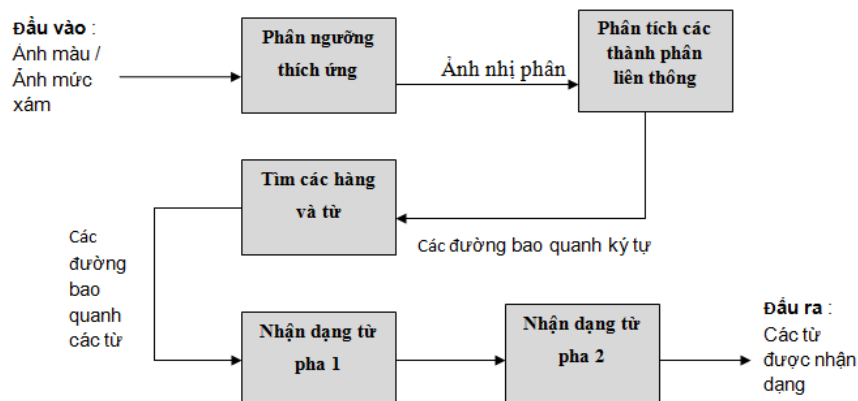 Đầu vào :
Ảnh màu /
Ảnh mức
xám
Phân ngưỡng
thích ứng
Ảnh nhị phân
Phân tích các
thành phân
liên thông
Tìm các hàng
và từ
Các đường bao quanh ký tự
Các
đường
bao
quanh
các từ
Nhận dạng từ
pha 1
Nhận dạng từ
pha 2
Đầu ra :
Các từ
được nhận
dạng